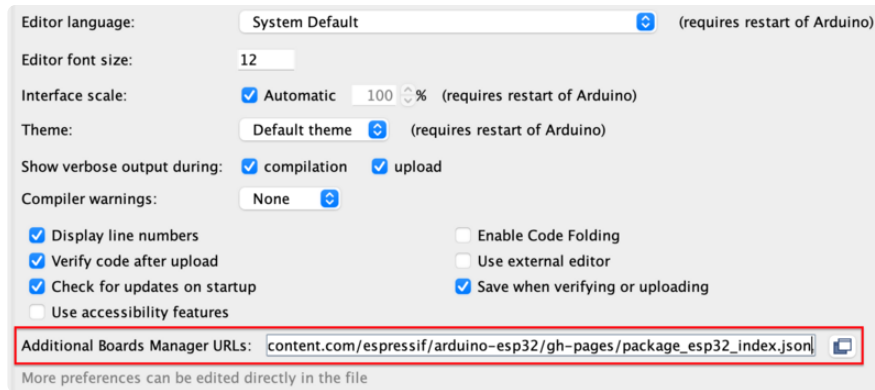 Editor language: System Default (requires restart of Arduino)
Editor font size: 12
Interface scale: Automatic 100 % (requires restart of Arduino)
Theme: Default theme (requires restart of Arduino)
Show verbose output during: compilation upload
Compiler warnings: None
Display line numbers Enable Code Folding
Verify code after upload Use external editor
Check for updates on startup Save when verifying or uploading
Use accessibility features
Additional Boards Manager URLs: content.com/espressif/arduino-esp32/gh-pages/package_esp32_index.json
More preferences can be edited directly in the file